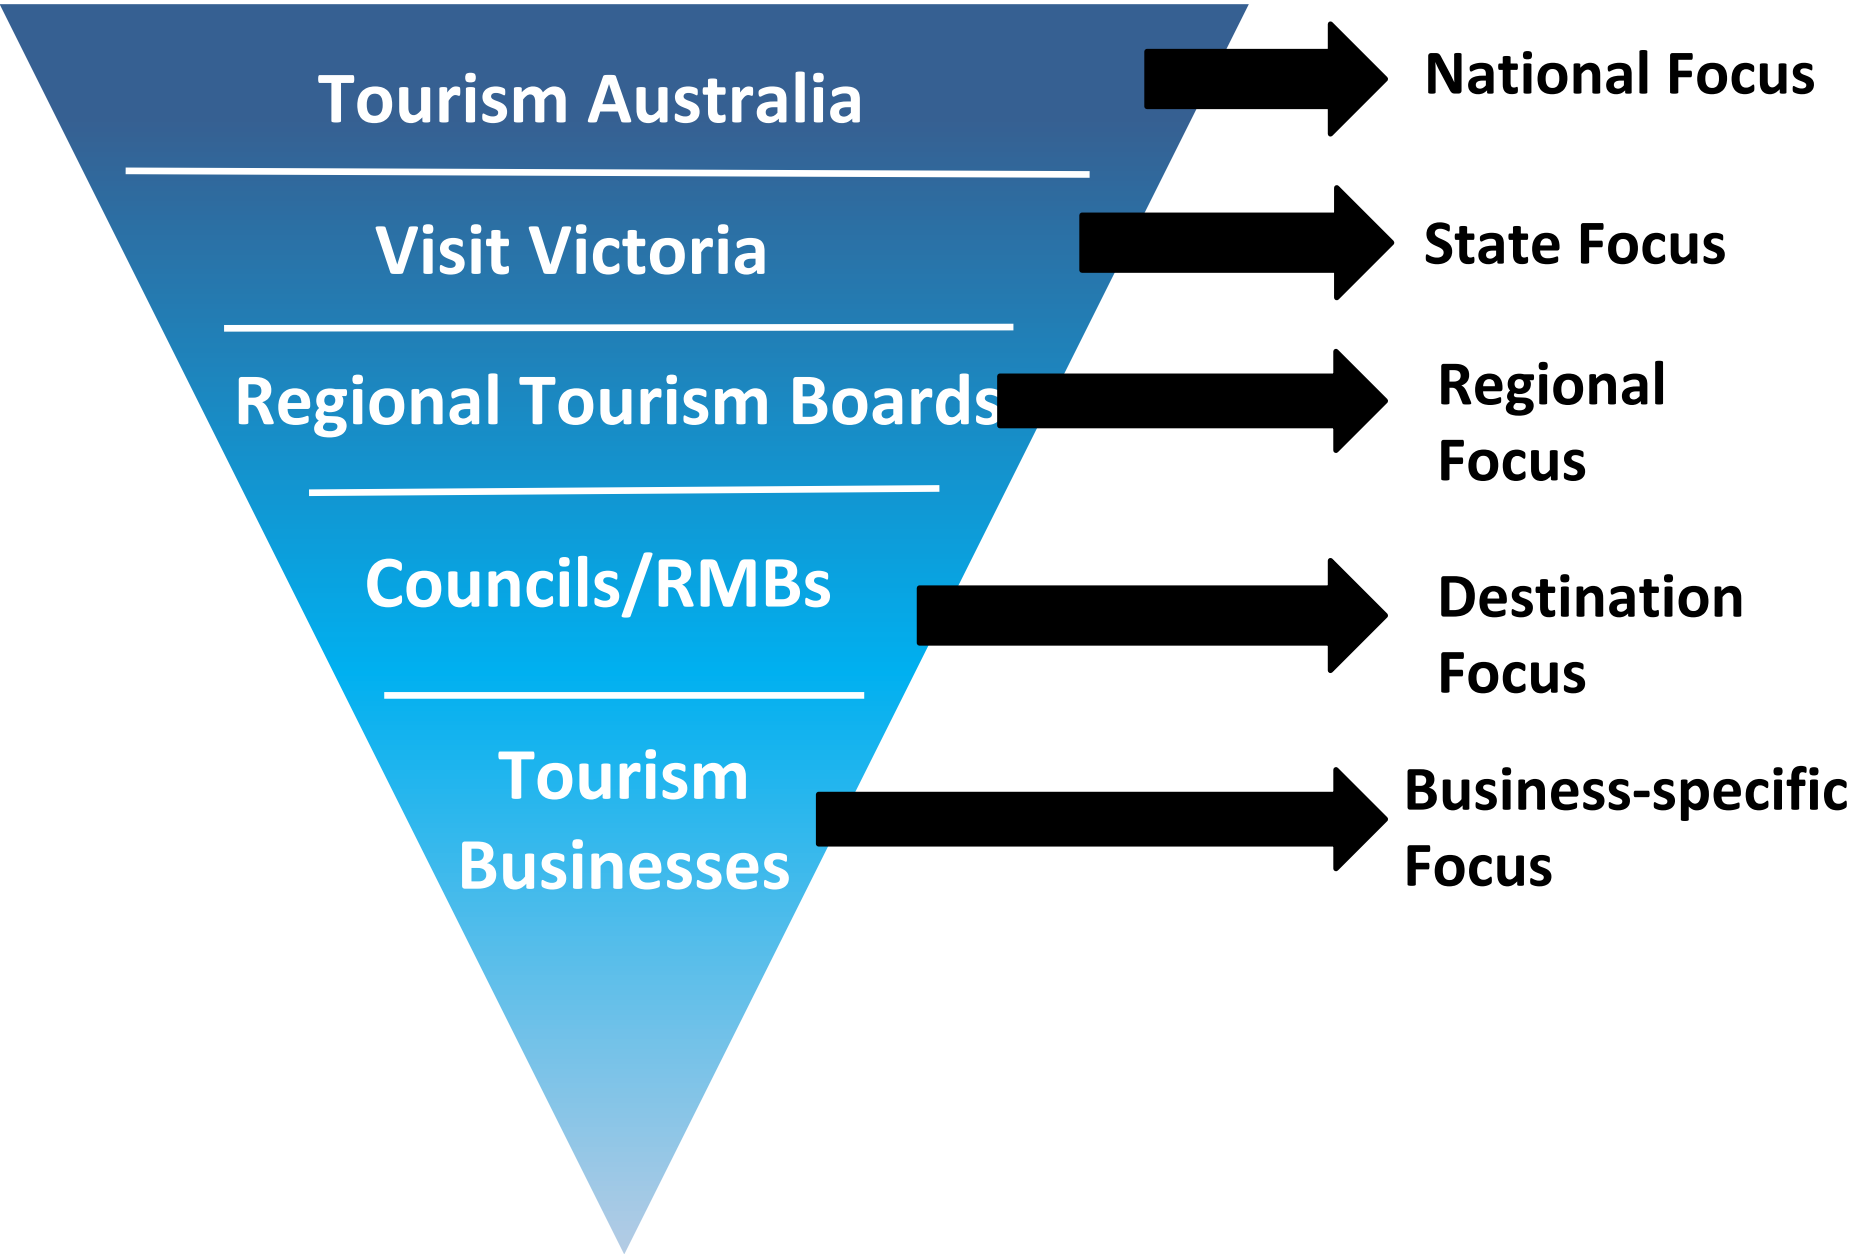 Tourism Australia
National Focus
Visit Victoria
State Focus
Regional Tourism Boards
Regional
Focus
Councils/RMBs
Destination
Focus
Tourism
Businesses
Business-specific
Focus